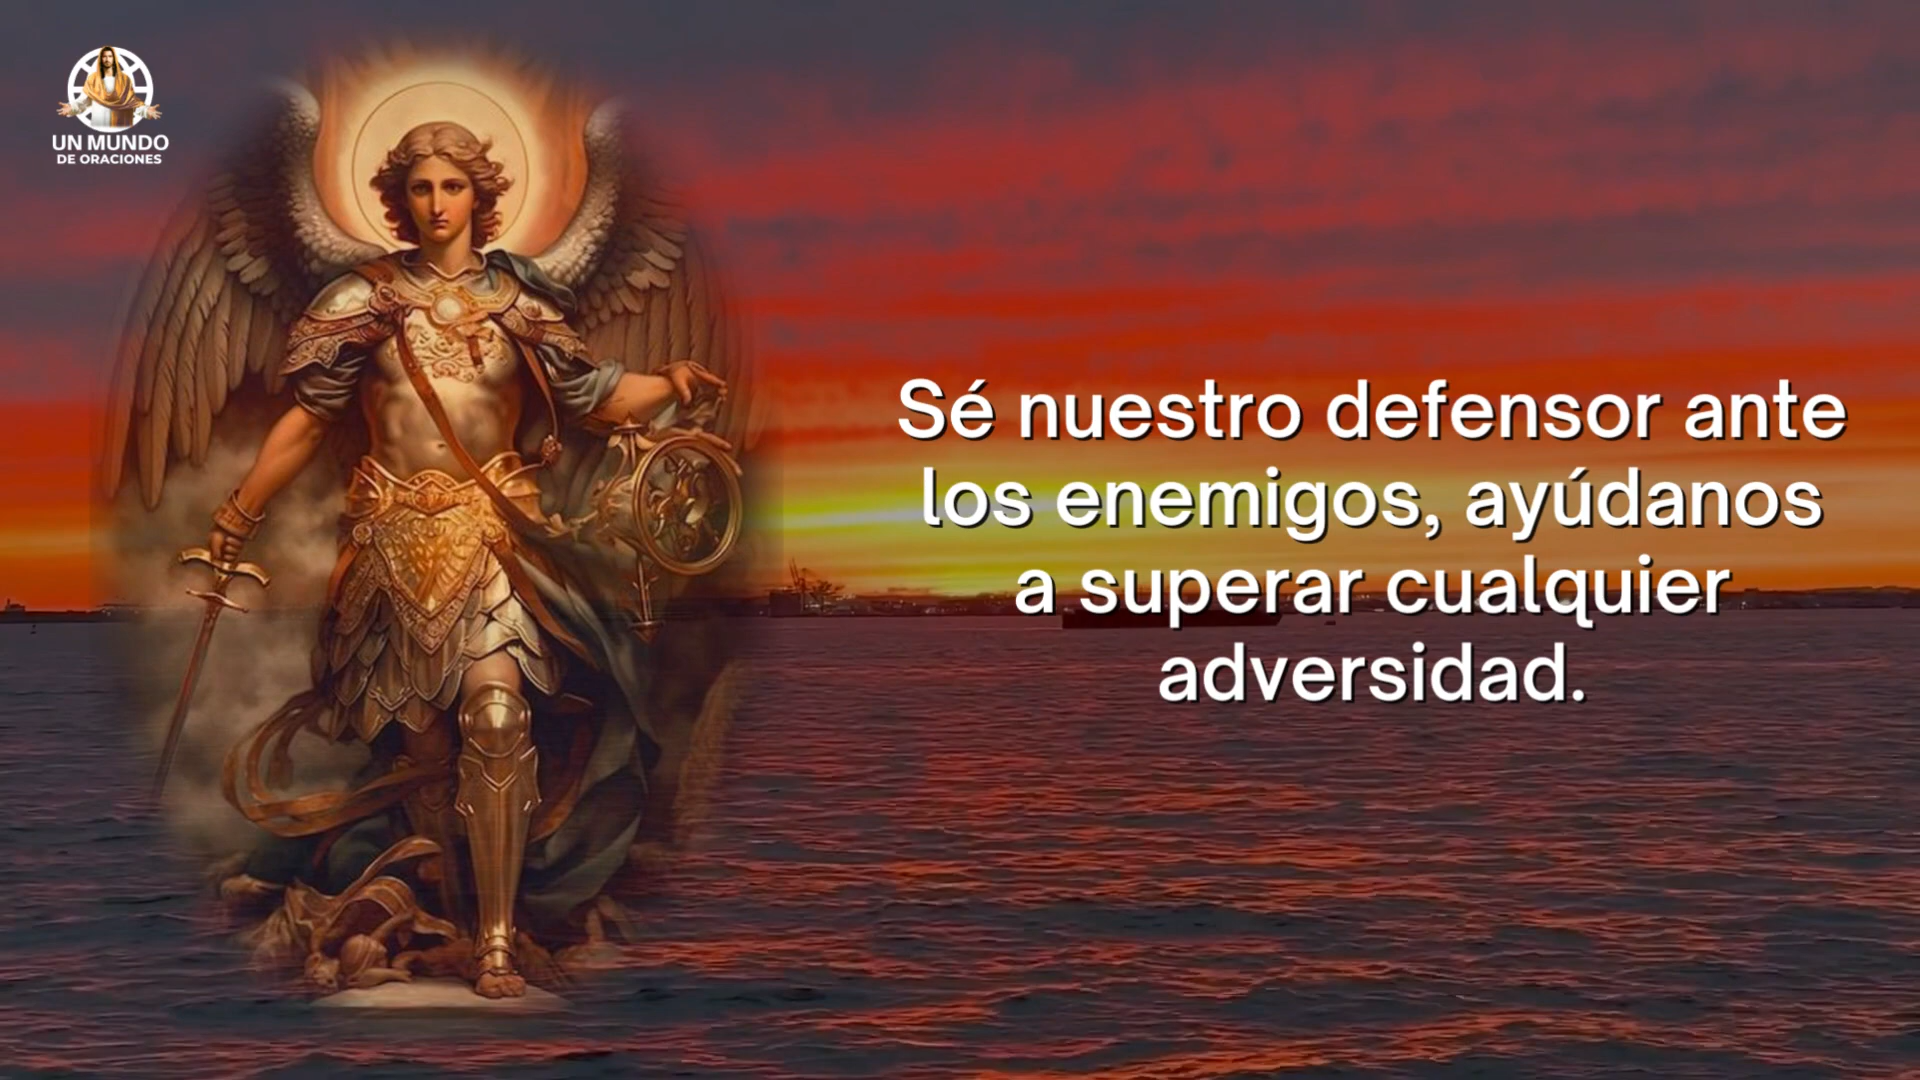 UN MUNDO
DE ORACIONES
Sé nuestro defensor ante
los enemigos, ayúdanos
a superar cualquier
adversidad.